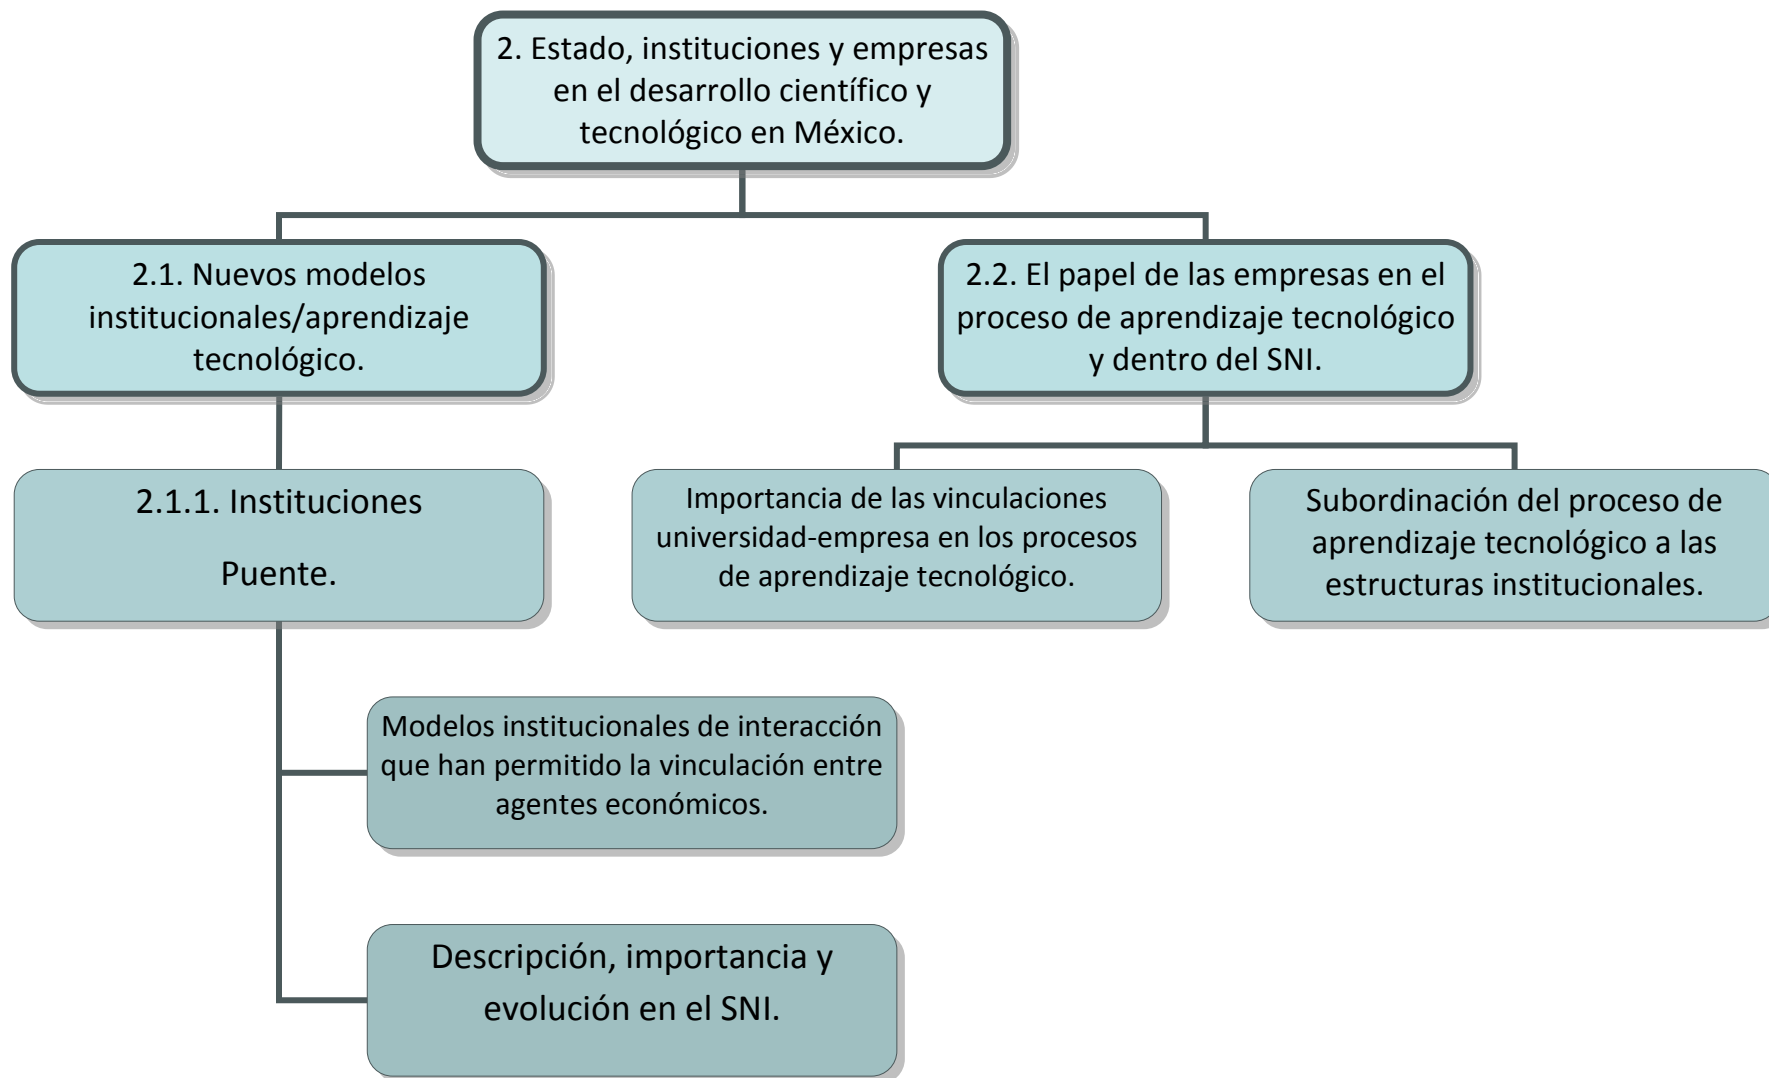 2. Estado, instituciones y empresas
en el desarrollo científico y
tecnológico en México.
2.1. Nuevos modelos
institucionales/aprendizaje
tecnológico.
2.2. El papel de las empresas en el
proceso de aprendizaje tecnológico
y dentro del SNI.
2.1.1. Instituciones
Puente.
Importancia de las vinculaciones
universidad-empresa en los procesos
de aprendizaje tecnológico.
Subordinación del proceso de
aprendizaje tecnológico a las
estructuras institucionales.
Modelos institucionales de interacción
que han permitido la vinculación entre
agentes económicos.
Descripción, importancia y
evolución en el SNI.